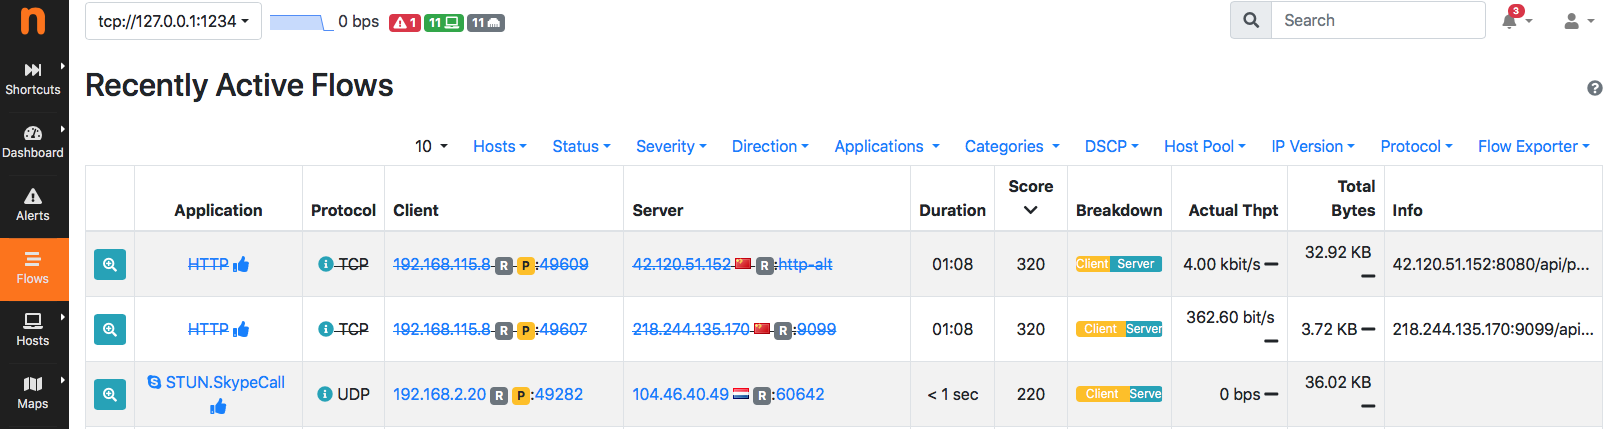 n
tcp://127.0.0.1:1234
0 bps
1
11
11
Search
3
Shortcuts
Dashboard
Alerts
Flows
Hosts
Maps
Recently Active Flows
10 Hosts Status Severity Direction Applications Categories DSCP Host Pool IP Version Protocol Flow Exporter
Application Protocol Client Server Duration Score Breakdown Actual Thpt Total Bytes Info
HTTP TCP 192.168.115.8 R P :49609 42.120.51.152 R :http-alt 01:08 320 Client Server 4.00 kbit/s 32.92 KB 42.120.51.152:8080/api/p...
HTTP TCP 192.168.115.8 R P :49607 218.244.135.170 R :9099 01:08 320 Client Server 362.60 bit/s 3.72 KB 218.244.135.170:9099/api...
STUN.SkypeCall UDP 192.168.2.20 R P :49282 104.46.40.49 R :60642 < 1 sec 220 Client Serve 0 bps 36.02 KB